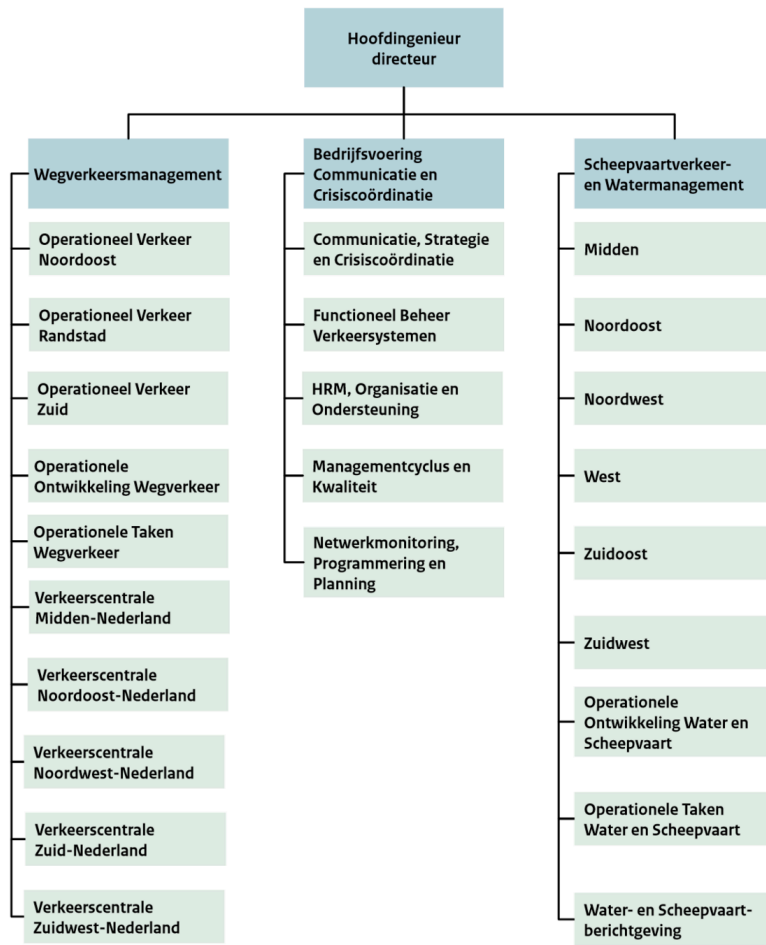 Hoofdingenieur
directeur
Wegverkeersmanagement
Operationeel Verkeer
Noordoost
Operationeel Verkeer
Randstad
Operationeel Verkeer
Zuid
Operationele
Ontwikkeling Wegverkeer
Operationele Taken
Wegverkeer
Verkeerscentrale
Midden-Nederland
Verkeerscentrale
Noordoost-Nederland
Verkeerscentrale
Noordwest-Nederland
Verkeerscentrale
Zuid-Nederland
Verkeerscentrale
Zuidwest-Nederland
Bedrijfsvoering
Communicatie en
Crisiscoördinatie
Communicatie, Strategie
en Crisiscoördinatie
Functioneel Beheer
Verkeersystemen
HRM, Organisatie en
Ondersteuning
Managementcyclus en
Kwaliteit
Netwerkmonitoring,
Programmering en
Planning
Scheepvaartverkeer-
en Watermanagement
Midden
Noordoost
Noordwest
West
Zuidoost
Zuidwest
Operationele
Ontwikkeling Water en
Scheepvaart
Operationele Taken
Water en Scheepvaart
Water- en Scheepvaart-
berichtgeving